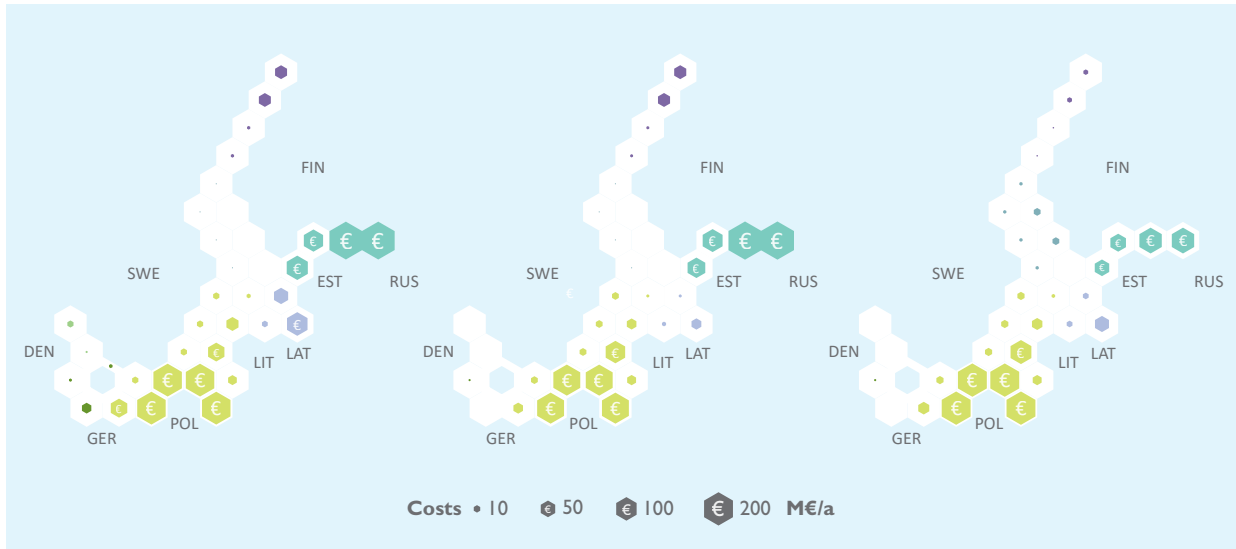 FIN FIN FIN
€ € € € € € € € €
€ € €
SWE EST RUS SWE EST RUS SWE EST RUS
€
€
DEN € LIT LAT DEN € LIT LAT DEN € LIT LAT
€ € € € € €
€ € € € € € €
GER POL GER POL GER POL
Costs 10 € 50 € 100 € 200 M€/a